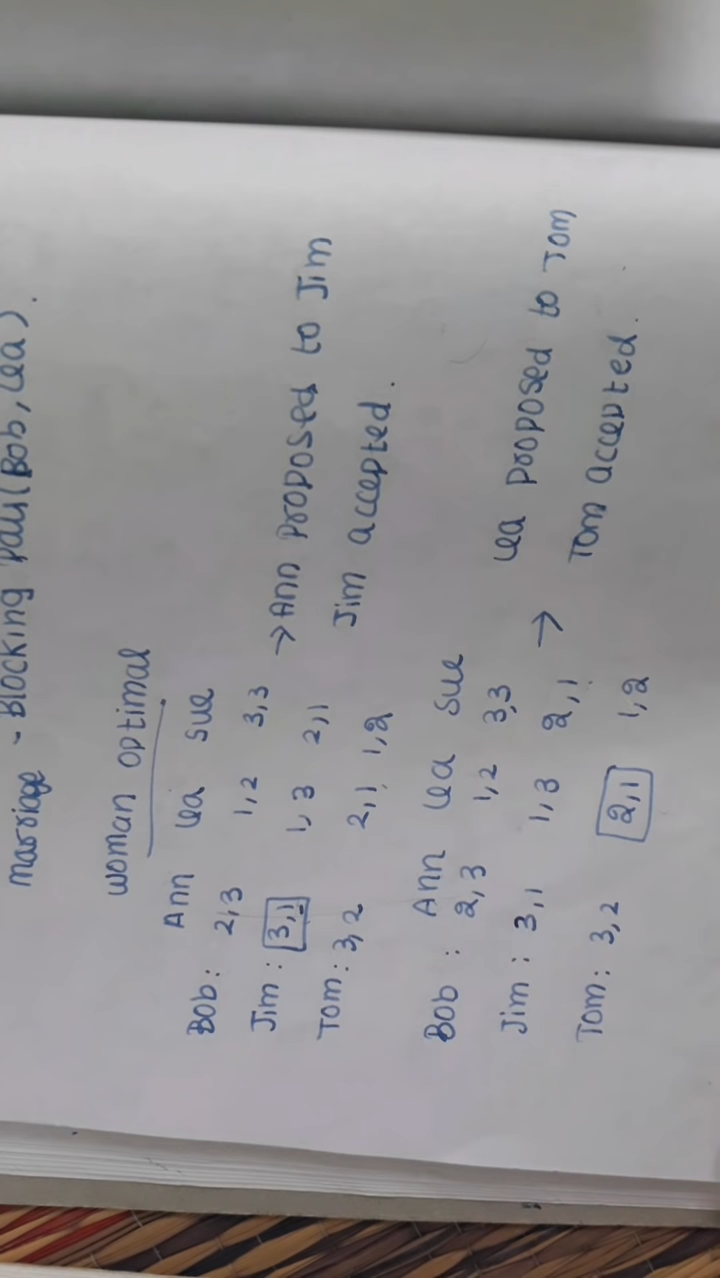 marriage - Blocking pair (Bob, Lea).
woman optimal
Ann Lea Sue
Bob: 2,3 1,2 3,3
Jim: 3,1 1,3 2,1 → Ann proposed to Jim
Tom: 3,2 2,1 1,2 Jim accepted.
Ann Lea Sue
Bob: 2,3 1,2 3,3
Jim: 3,1 1,3 2,1 → Lea proposed to Tom
Tom: 3,2 2,1 1,2 Tom accepted.